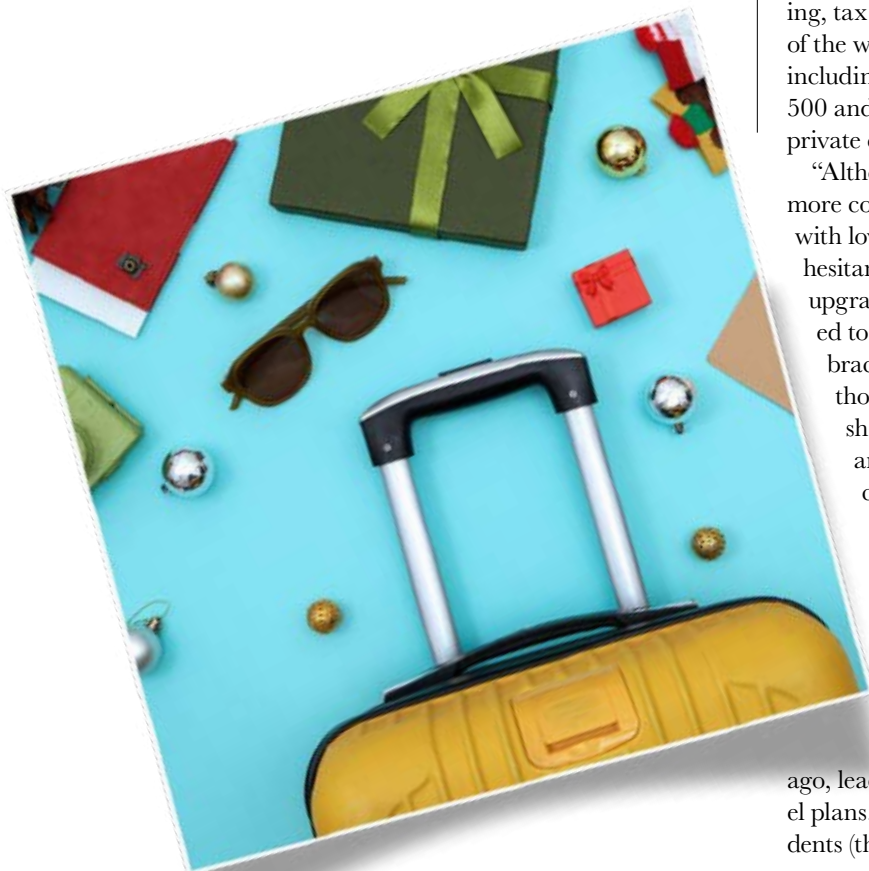 ing, tax
of the w
includin
500 and
private
“Altho
more co
with lov
hesitan
upgra
ed to
brac
tho
sh
an
ago, lead
el plans
dents (th